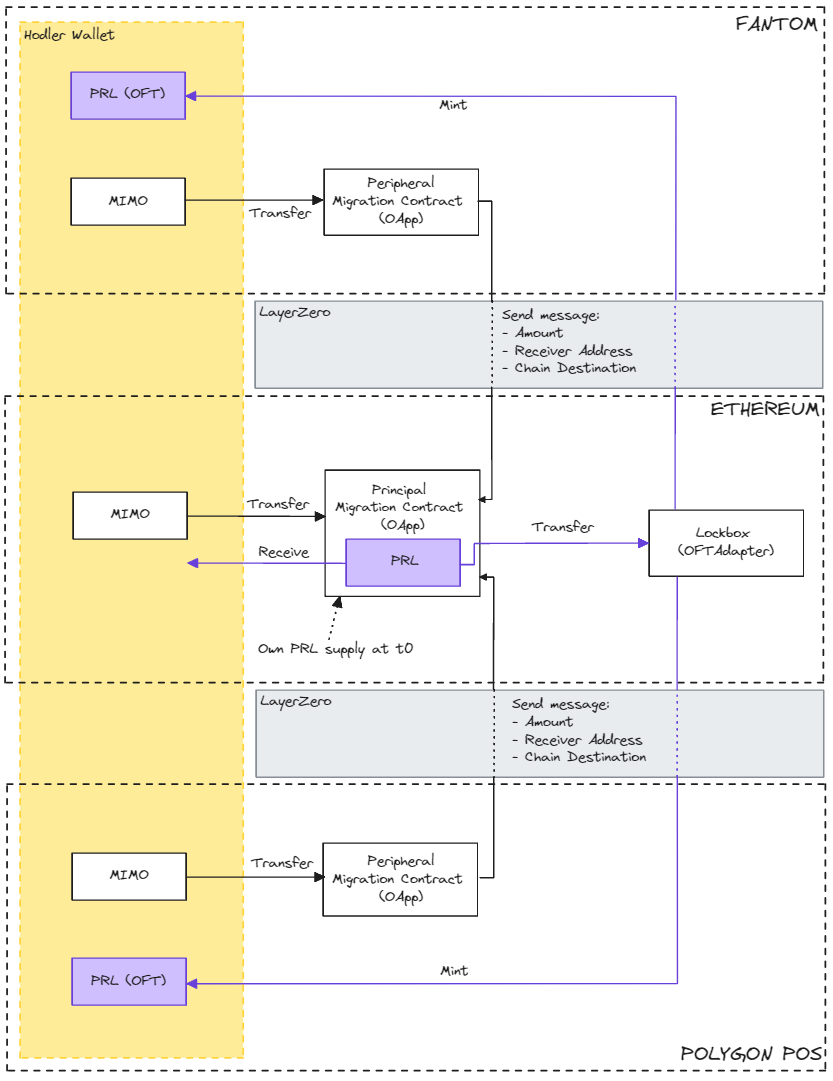 FANTOM
Hodler Wallet
PRL (OFT)
Mint
MIMO
Transfer
Peripheral
Migration Contract
(OApp)
LayerZero
Send message:
- Amount
- Receiver Address
- Chain Destination
ETHEREUM
MIMO
Transfer
Principal
Migration Contract
(OApp)
Receive
PRL
Transfer
Lockbox
(OFTAdapter)
Own PRL supply at t0
LayerZero
Send message:
- Amount
- Receiver Address
- Chain Destination
MIMO
Transfer
Peripheral
Migration Contract
(OApp)
PRL (OFT)
Mint
POLYGON POS